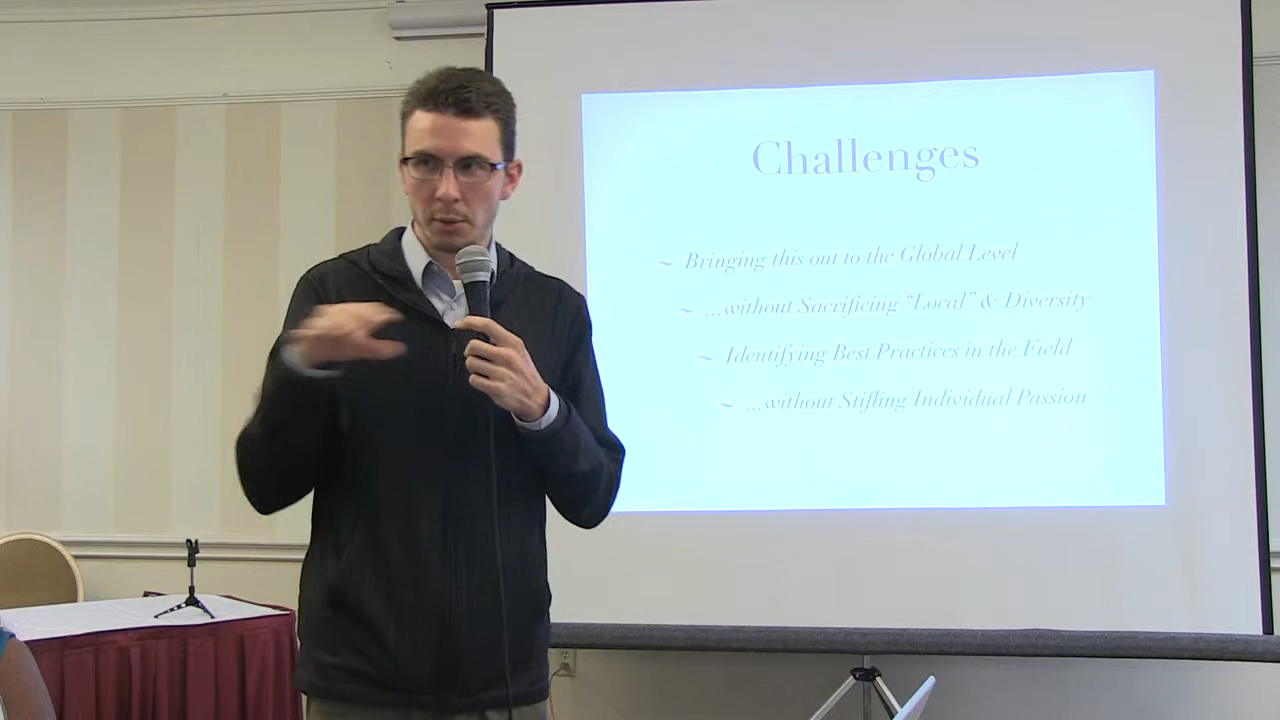 Challenges
~ Bringing this out to the Global Level
~ ...without Sacrificing “Local” & Diversity
~ Identifying Best Practices in the Field
~ ...without Stifling Individual Passion